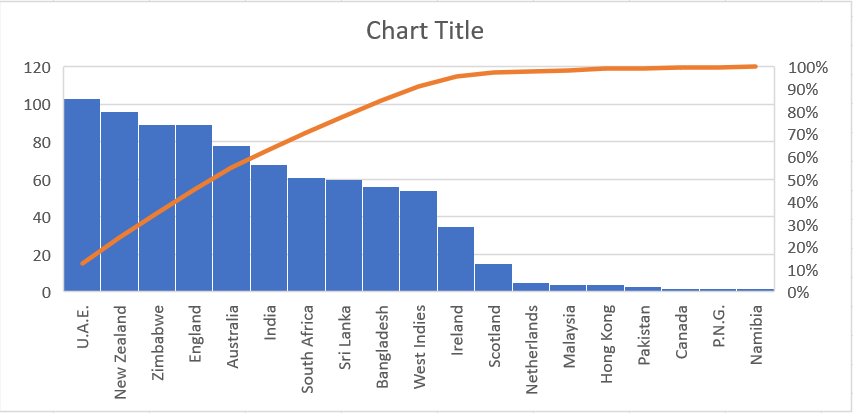 Chart Title
120
100
80
60
40
20
0
100%
90%
80%
70%
60%
50%
40%
30%
20%
10%
0%
U.A.E.
New Zealand
Zimbabwe
England
Australia
India
South Africa
Sri Lanka
Bangladesh
West Indies
Ireland
Scotland
Netherlands
Malaysia
Hong Kong
Pakistan
Canada
P.N.G.
Namibia